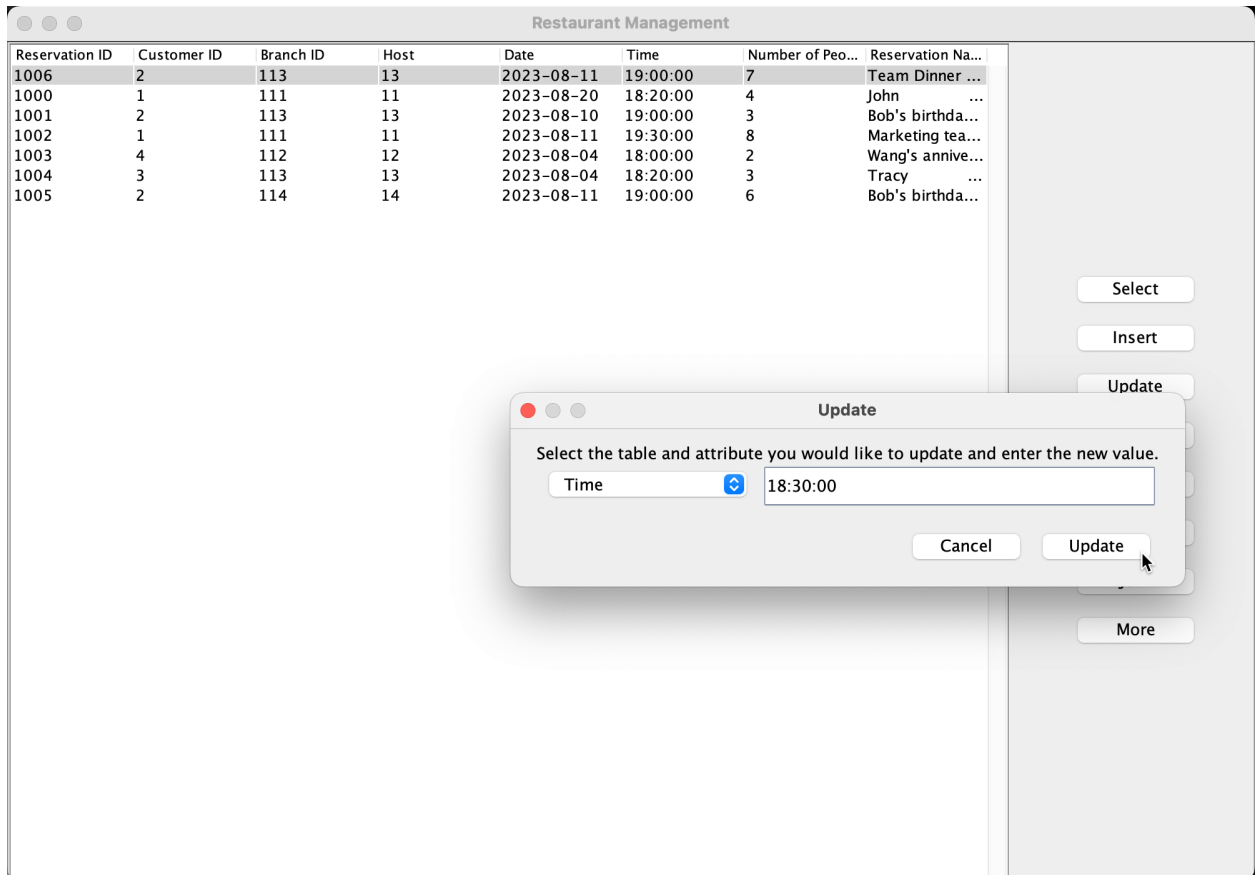 Restaurant Management
Reservation ID Customer ID Branch ID Host Date Time Number of Peo... Reservation Na...
1006 2 113 13 2023-08-11 19:00:00 7 Team Dinner ...
1000 1 111 11 2023-08-20 18:20:00 4 John ...
1001 2 113 13 2023-08-10 19:00:00 3 Bob's birthda...
1002 1 111 11 2023-08-11 19:30:00 8 Marketing tea...
1003 4 112 12 2023-08-04 18:00:00 2 Wang's annive...
1004 3 113 13 2023-08-04 18:20:00 3 Tracy ...
1005 2 114 14 2023-08-11 19:00:00 6 Bob's birthda...
Select
Insert
Update
Update
Select the table and attribute you would like to update and enter the new value.
Time 18:30:00
Cancel Update
More